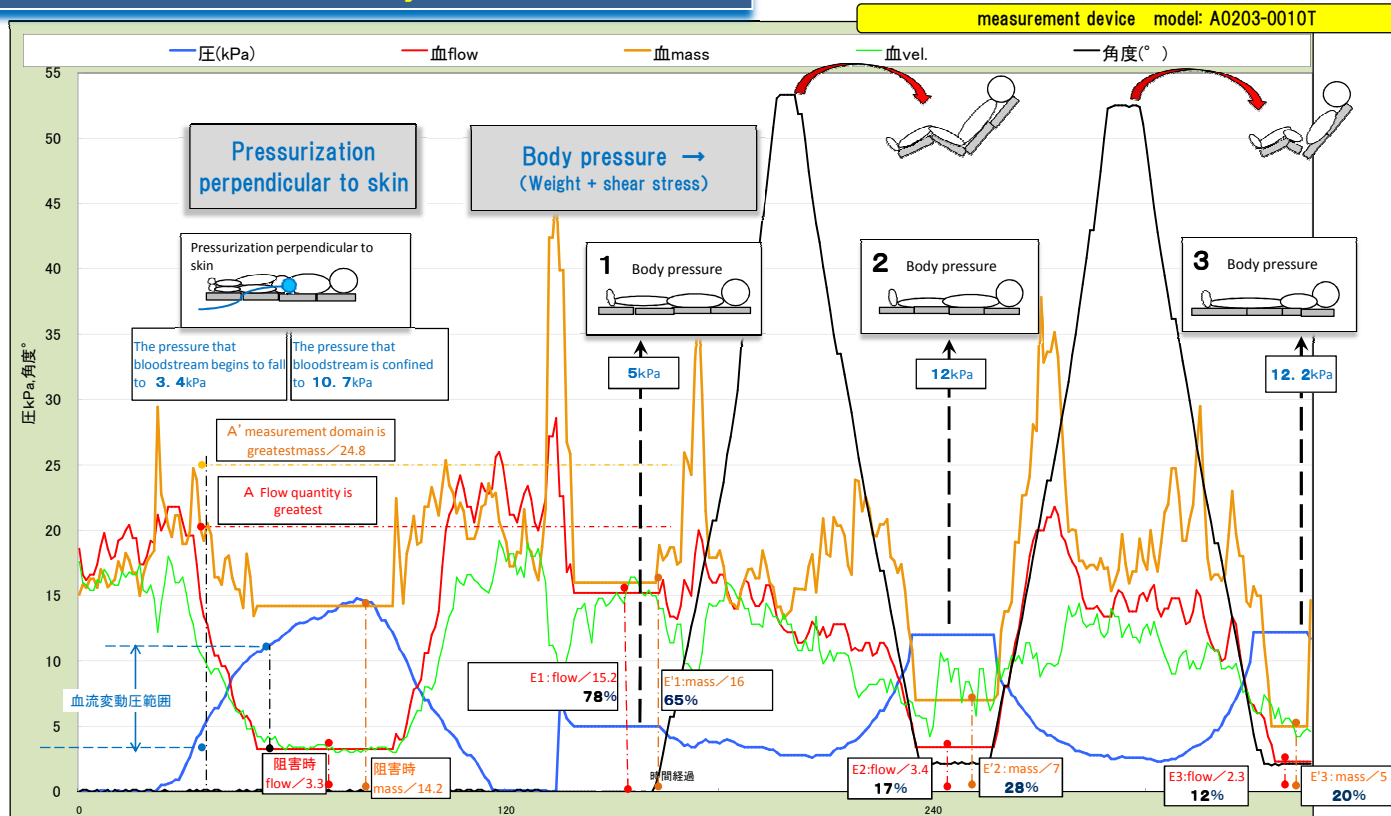 measurement device model: A0203-0010T
圧(kPa)
血flow
血mass
血vel.
角度(° )
55
50
45
40
35
30
25
20
15
10
5
0
圧kPa,角度°
Pressurization
perpendicular to skin
Body pressure →
(Weight + shear stress)
Pressurization perpendicular to
skin
The pressure that
bloodstream begins to fall
to 3. 4kPa
The pressure that
bloodstream is confined
to 10. 7kPa
1 Body pressure
2 Body pressure
3 Body pressure
5kPa
12kPa
12. 2kPa
A' measurement domain is
greatestmass／24.8
A Flow quantity is
greatest
血流変動圧範囲
E1: flow／15.2
78%
E'1:mass／16
65%
阻害時
flow／3.3
阻害時
mass／14.2
時間経過
E2:flow／3.4
17%
E'2:mass／7
28%
E3:flow／2.3
12%
E'3:mass／5
20%
0
120
240